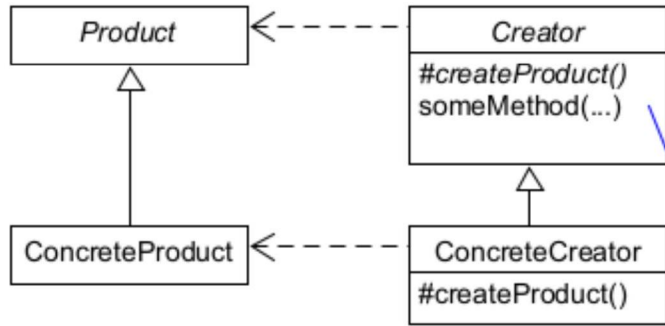 Product
Creator
#createProduct()
someMethod(...)
ConcreteProduct
ConcreteCreator
#createProduct()